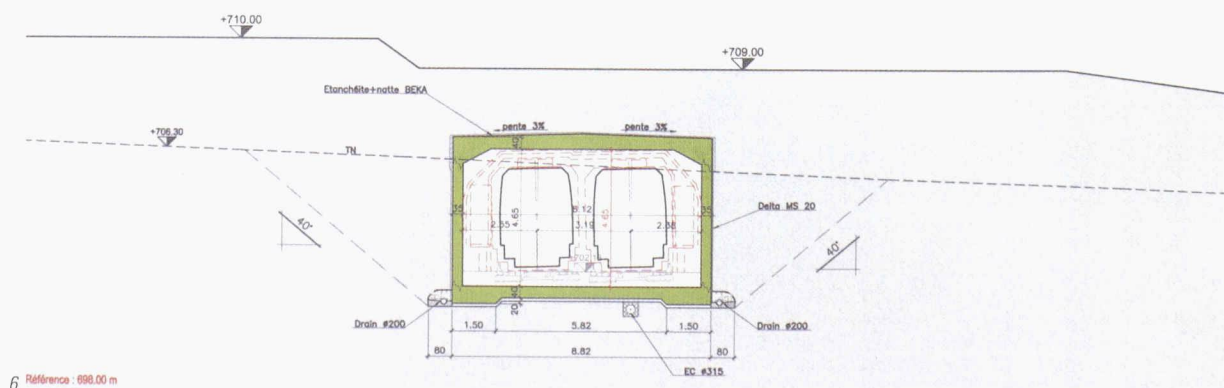 +710.00
+709.00
Etanchéite+natte BEKA
pente 3%
pente 3%
+706.30
TN
40
35
8.12
35
Delta MS 20
2.55
4.65
3.19
4.65
2.38
40°
40°
40
20
Drain ø200
1.50
5.82
1.50
Drain ø200
80
8.82
80
EC ø315
6
Référence : 698.00 m